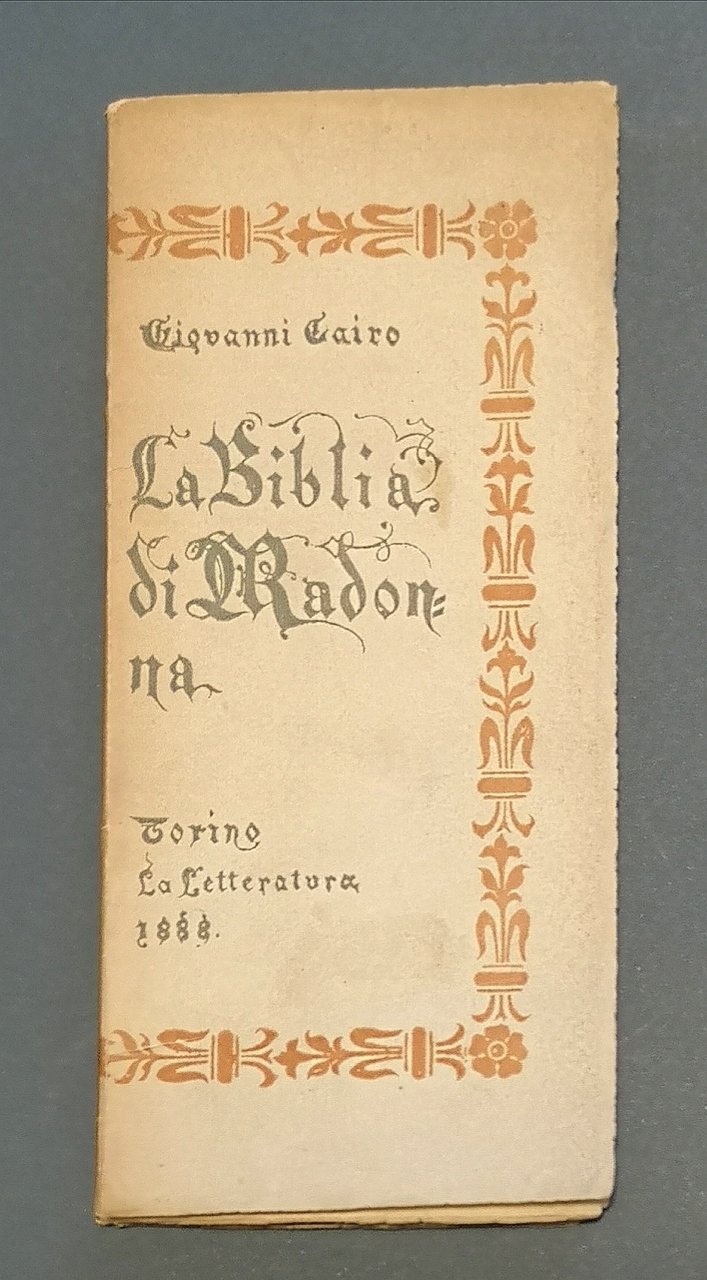 Giovanni Cairo
La Biblia
di Madon=
na
Torino
La Letteratura
1888.